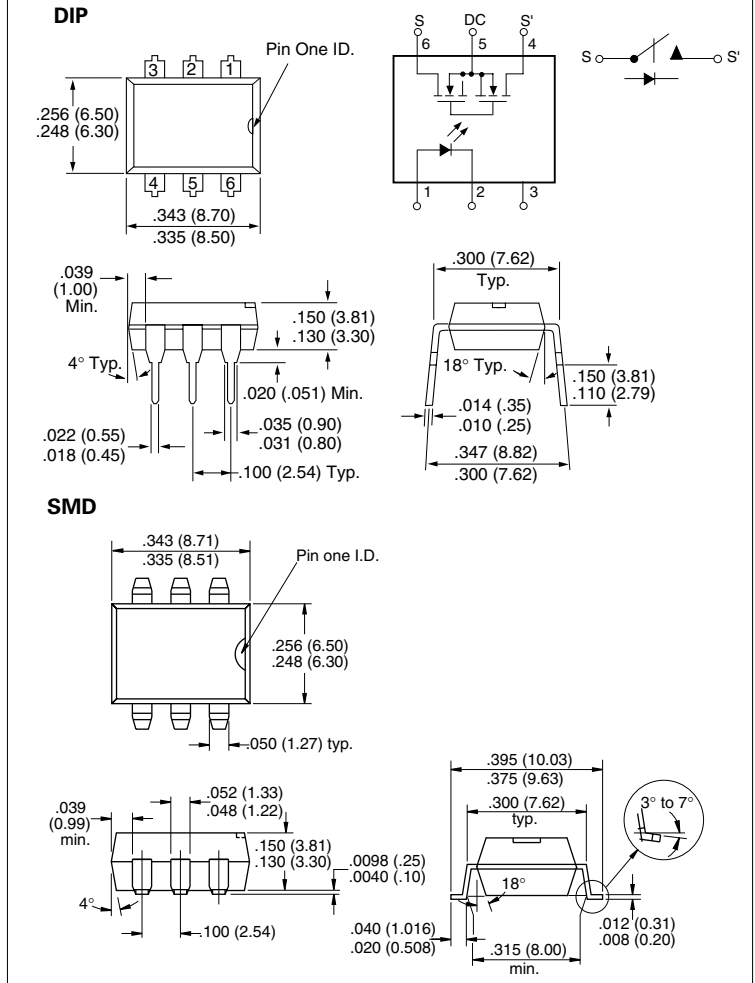 DIP
Pin One ID.
3 2 1
.256 (6.50)
.248 (6.30)
4 5 6
.343 (8.70)
.335 (8.50)
S DC S'
6 5 4
1 2 3
S S'
.039
(1.00)
Min.
4° Typ.
.150 (3.81)
.130 (3.30)
.020 (.051) Min.
.022 (0.55)
.018 (0.45)
.035 (0.90)
.031 (0.80)
.100 (2.54) Typ.
.300 (7.62)
Typ.
18° Typ.
.150 (3.81)
.110 (2.79)
.014 (.35)
.010 (.25)
.347 (8.82)
.300 (7.62)
SMD
.343 (8.71)
.335 (8.51)
Pin one I.D.
.256 (6.50)
.248 (6.30)
.050 (1.27) typ.
.039
(0.99)
min.
.052 (1.33)
.048 (1.22)
.150 (3.81)
.130 (3.30)
.0098 (.25)
.0040 (.10)
4°
.100 (2.54)
.395 (10.03)
.375 (9.63)
.300 (7.62)
typ.
3° to 7°
18°
.040 (1.016)
.020 (0.508)
.315 (8.00)
min.
.012 (0.31)
.008 (0.20)